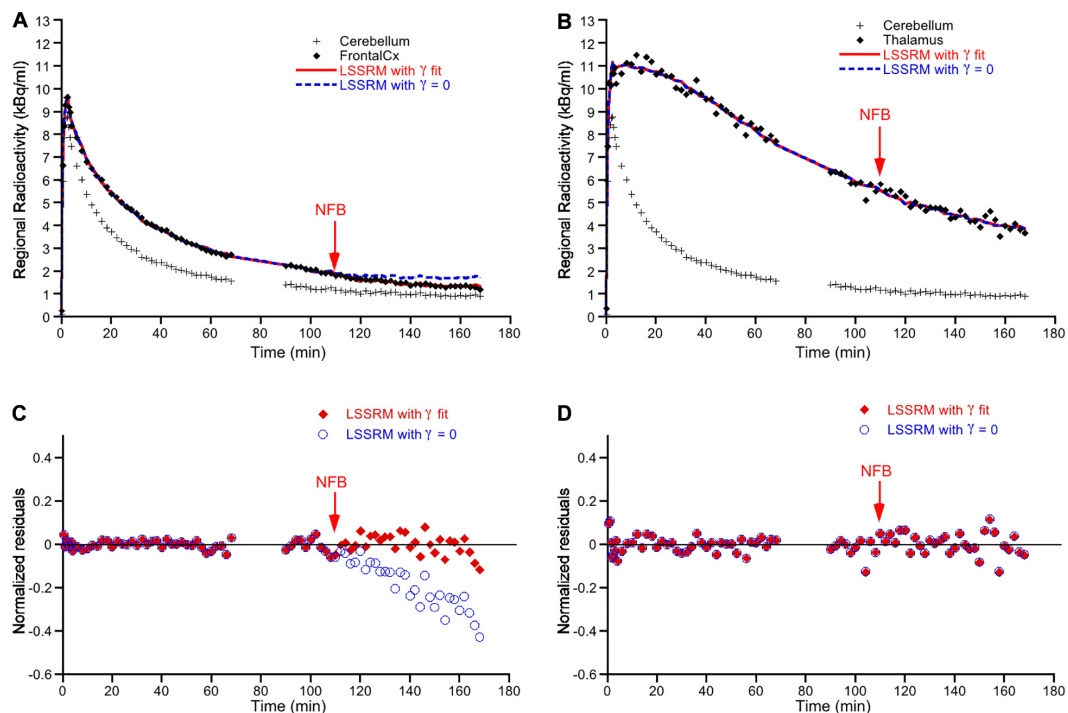 A
Regional Radioactivity (kBq/ml)
13
12
11
10
9
8
7
6
5
4
3
2
1
0
Cerebellum
FrontalCx
LSSRM with γ fit
LSSRM with γ = 0
NFB
0 20 40 60 80 100 120 140 160 180
Time (min)
B
Regional Radioactivity (kBq/ml)
13
12
11
10
9
8
7
6
5
4
3
2
1
0
Cerebellum
Thalamus
LSSRM with γ fit
LSSRM with γ = 0
NFB
0 20 40 60 80 100 120 140 160 180
Time (min)
C
LSSRM with γ fit
LSSRM with γ = 0
Normalized residuals
0.4
0.2
0
-0.2
-0.4
-0.6
NFB
0 20 40 60 80 100 120 140 160 180
Time (min)
D
LSSRM with γ fit
LSSRM with γ = 0
Normalized residuals
0.4
0.2
0
-0.2
-0.4
-0.6
NFB
0 20 40 60 80 100 120 140 160 180
Time (min)